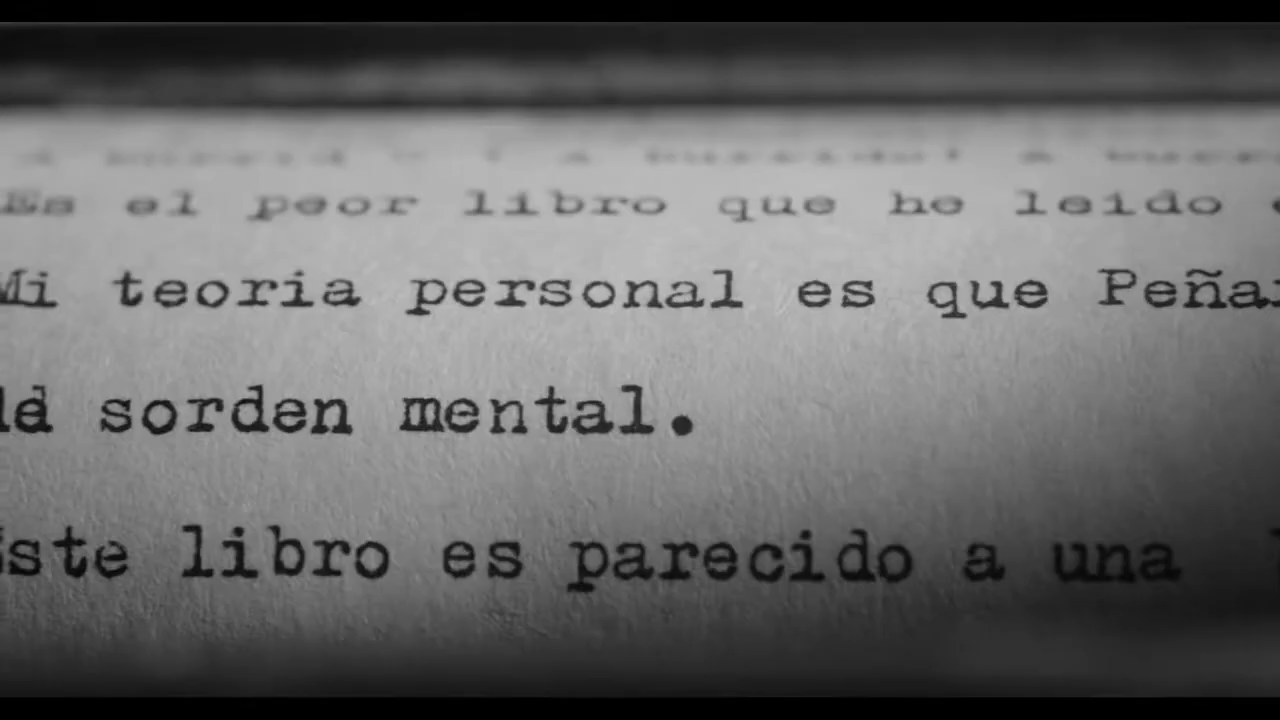 Es el peor libro que he leido
Mi teoria personal es que Peña
sorden mental.
Este libro es parecido a una